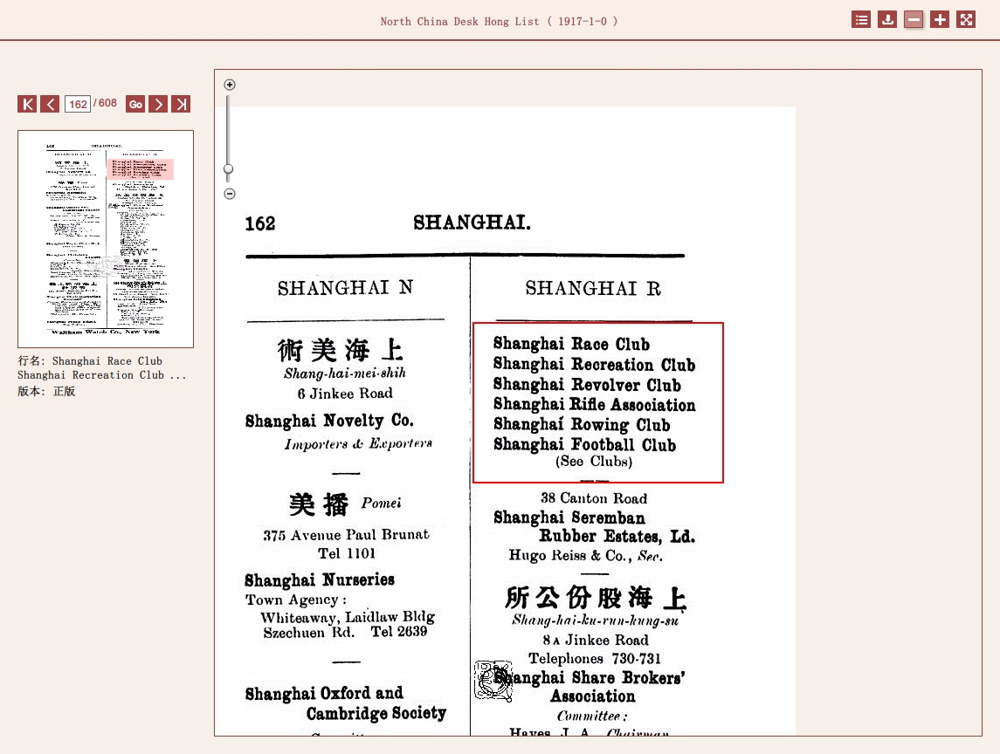 North China Desk Hong List ( 1917-1-0 )
162 / 608 Go
行名: Shanghai Race Club
Shanghai Recreation Club ...
版本: 正版
162 SHANGHAI.
SHANGHAI N
術美海上
Shang-hai-mei-shih
6 Jinkee Road
Shanghai Novelty Co.
Importers & Exporters
美播 Pomei
375 Avenue Paul Brunat
Tel 1101
Shanghai Nurseries
Town Agency :
Whiteaway, Laidlaw Bldg
Szechuen Rd. Tel 2639
Shanghai Oxford and
Cambridge Society
SHANGHAI R
Shanghai Race Club
Shanghai Recreation Club
Shanghai Revolver Club
Shanghai Rifle Association
Shanghai Rowing Club
Shanghai Football Club
(See Clubs)
38 Canton Road
Shanghai Seremban
Rubber Estates, Ld.
Hugo Reiss & Co., Sec.
所公份股海上
Shang-hai-ku-run-kung-su
8A Jinkee Road
Telephones 730-731
Shanghai Share Brokers'
Association
Committee :
Hayes J. A. Chairman